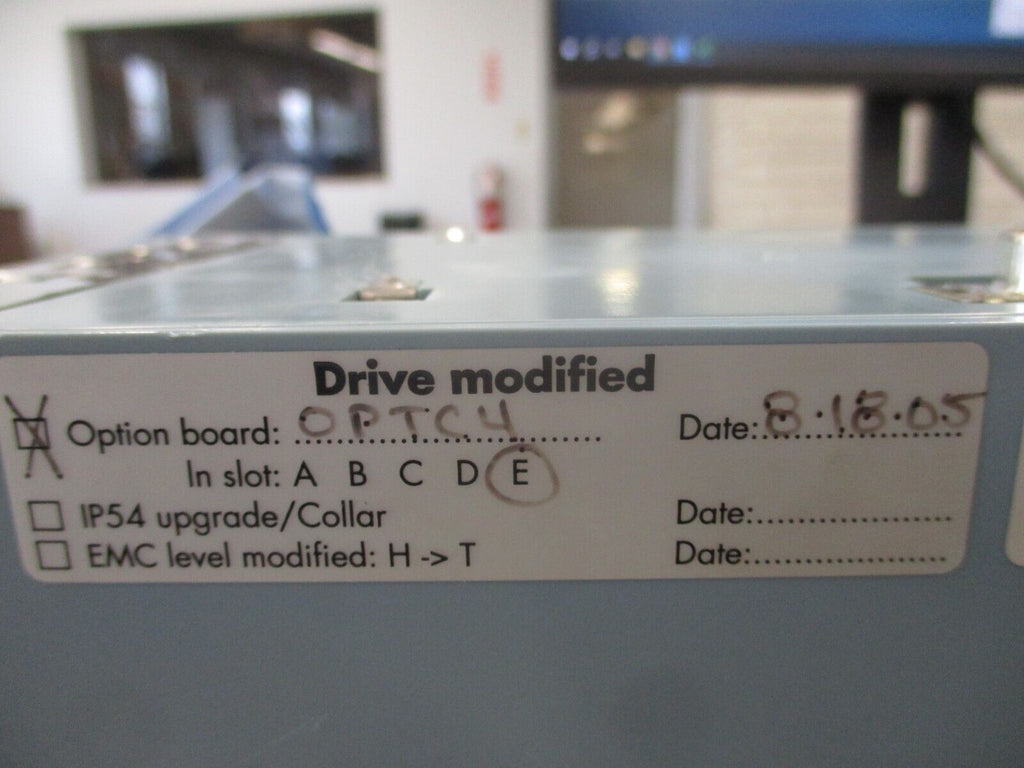 Drive modified
Option board: OPTC4 Date: 8.18.05
In slot: A B C D E
IP54 upgrade/Collar Date:....................
EMC level modified: H -> T Date:....................